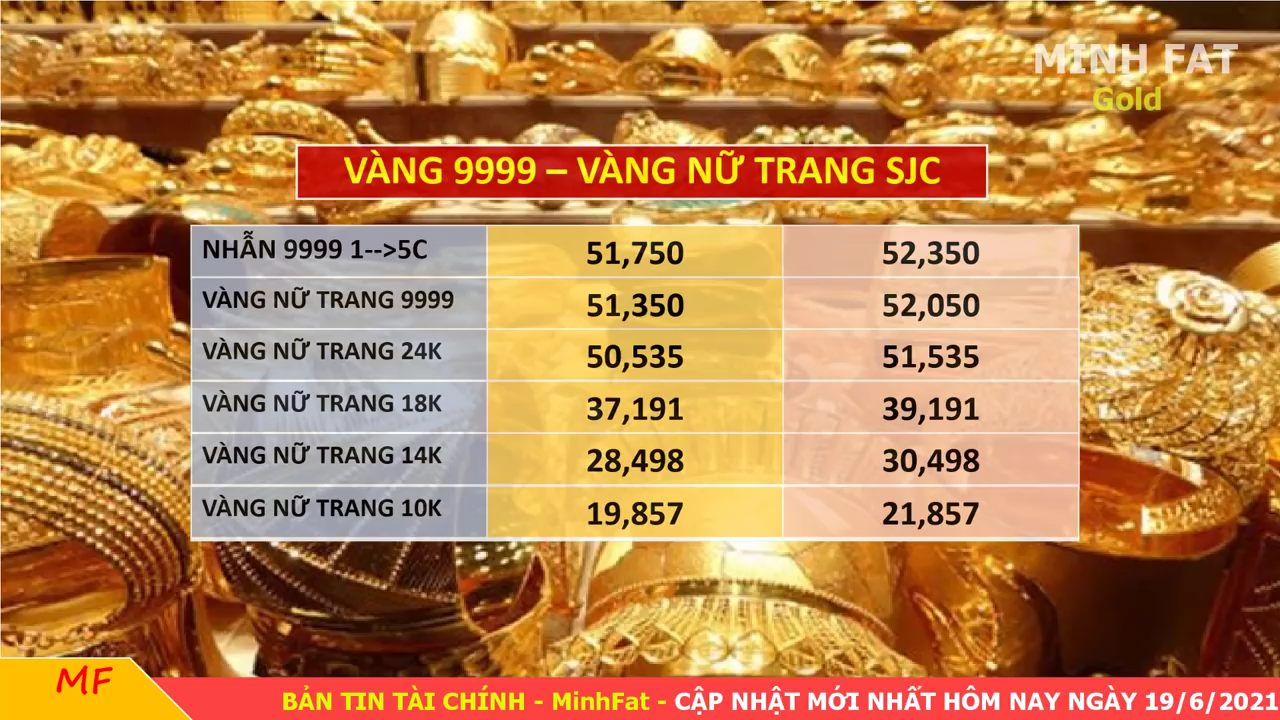 MINH FAT
Gold
VÀNG 9999 – VÀNG NỮ TRANG SJC
NHẪN 9999 1-->5C 51,750 52,350
VÀNG NỮ TRANG 9999 51,350 52,050
VÀNG NỮ TRANG 24K 50,535 51,535
VÀNG NỮ TRANG 18K 37,191 39,191
VÀNG NỮ TRANG 14K 28,498 30,498
VÀNG NỮ TRANG 10K 19,857 21,857
MF
BẢN TIN TÀI CHÍNH - MinhFat - CẬP NHẬT MỚI NHẤT HÔM NAY NGÀY 19/6/2021